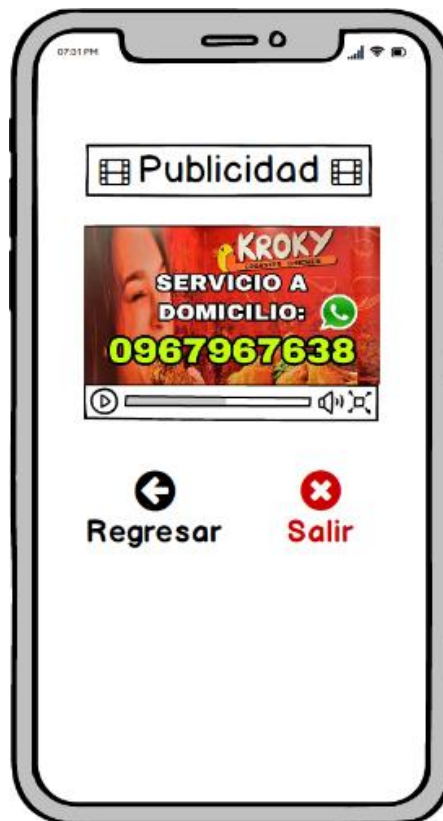 07:31 PM
Publicidad
KROKY
SERVICIO A
DOMICILIO:
0967967638
Regresar
Salir